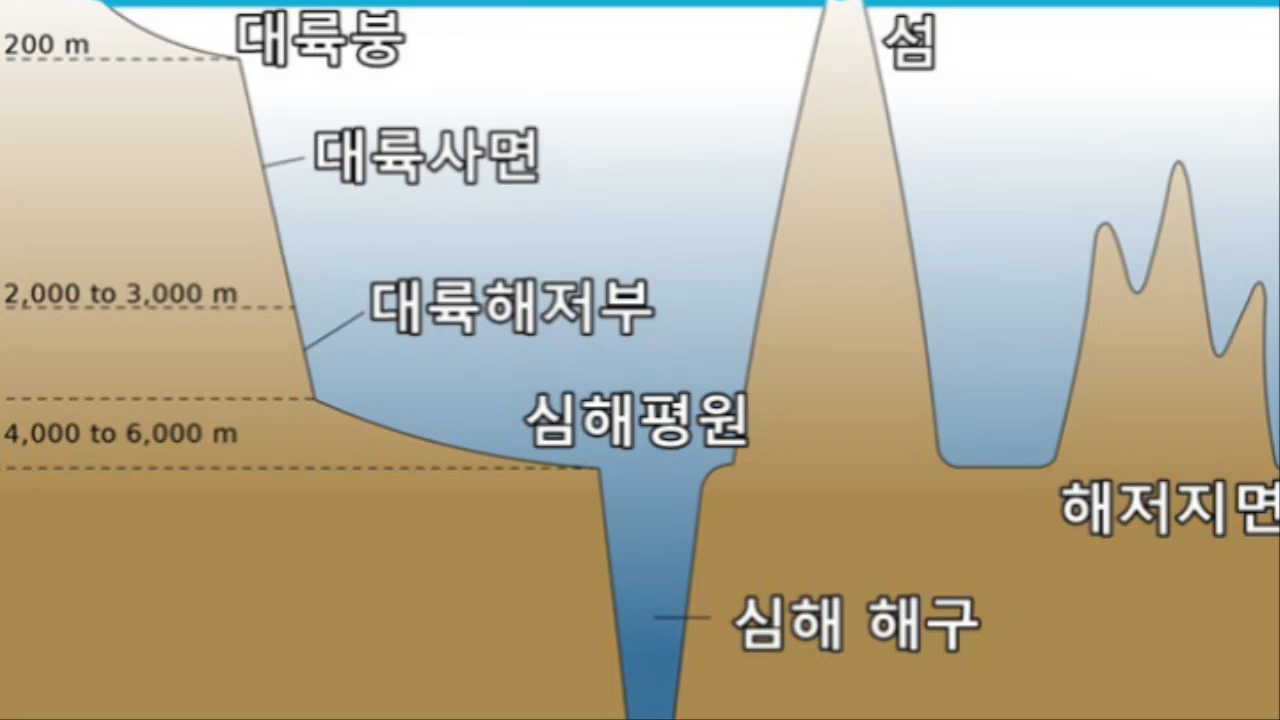 200 m
대륙붕
섬
대륙사면
2,000 to 3,000 m
대륙해저부
심해평원
4,000 to 6,000 m
해저지면
심해 해구